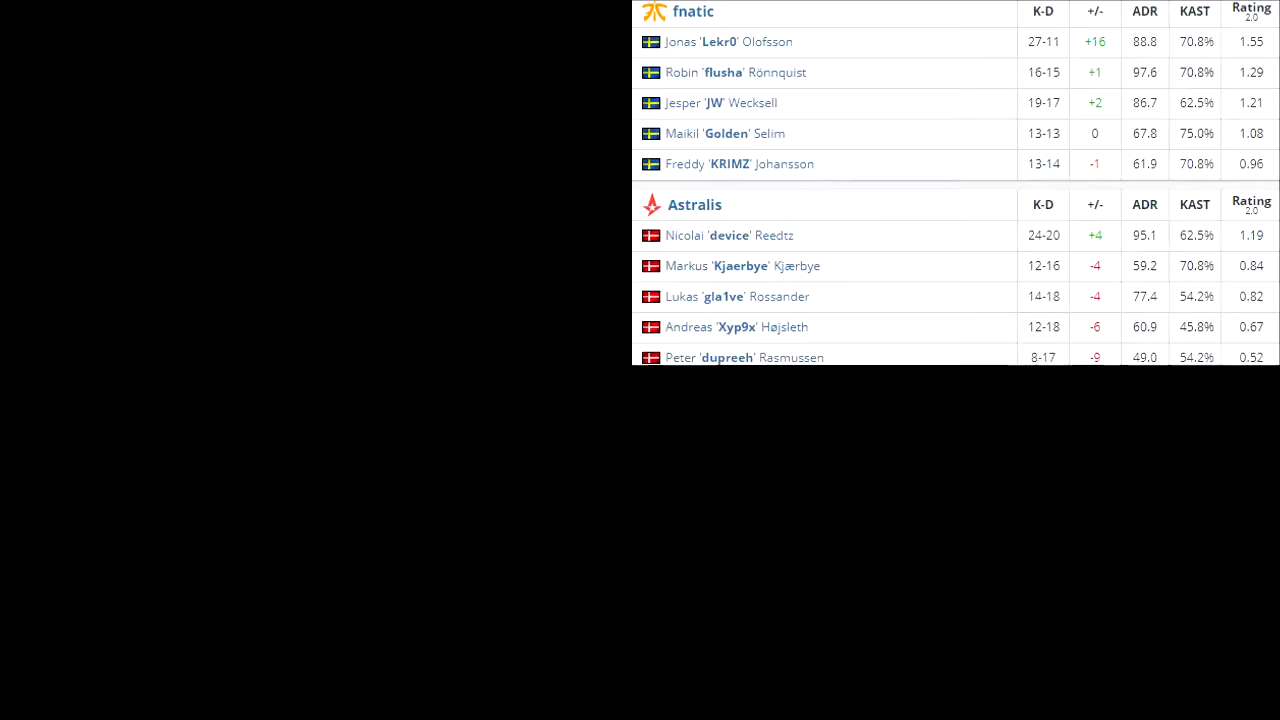 fnatic K-D +/- ADR KAST Rating 2.0
Jonas 'Lekr0' Olofsson 27-11 +16 88.8 70.8% 1.55
Robin 'flusha' Rönnquist 16-15 +1 97.6 70.8% 1.29
Jesper 'JW' Wecksell 19-17 +2 86.7 62.5% 1.21
Maikil 'Golden' Selim 13-13 0 67.8 75.0% 1.08
Freddy 'KRIMZ' Johansson 13-14 -1 61.9 70.8% 0.96
Astralis K-D +/- ADR KAST Rating 2.0
Nicolai 'device' Reedtz 24-20 +4 95.1 62.5% 1.19
Markus 'Kjaerbye' Kjærbye 12-16 -4 59.2 70.8% 0.84
Lukas 'gla1ve' Rossander 14-18 -4 77.4 54.2% 0.82
Andreas 'Xyp9x' Højsleth 12-18 -6 60.9 45.8% 0.67
Peter 'dupreeh' Rasmussen 8-17 -9 49.0 54.2% 0.52